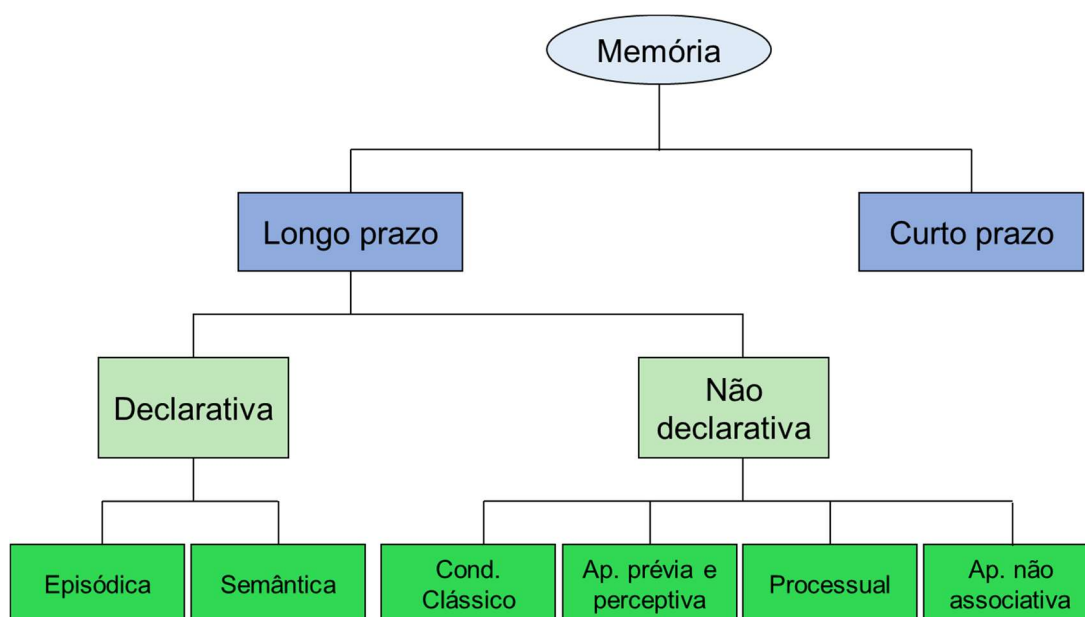 Memória
Longo prazo
Curto prazo
Declarativa
Não
declarativa
Episódica
Semântica
Cond.
Clássico
Ap. prévia e
perceptiva
Processual
Ap. não
associativa